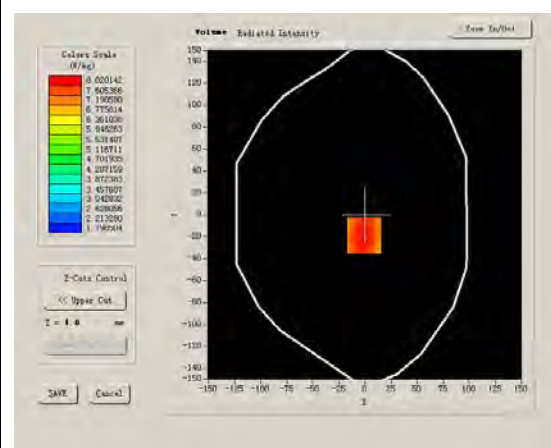 Volume Radiated Intensity
Zoom In/Out
Colors Scale
(W/kg)
8.020142
7.605366
7.190590
6.775814
6.361038
5.946263
5.531487
5.116711
4.701935
4.287159
3.872383
3.457607
3.042832
2.628056
2.213280
1.798504
Z-Cuts Control
<< Upper Cut
Z = 4.0 mm
SAVE
Cancel
150
120
100
80
60
40
20
0
-20
-40
-60
-80
-100
-120
-140
-150
-150 -125 -100 -75 -50 -25 0 25 50 75 100 125 150
X